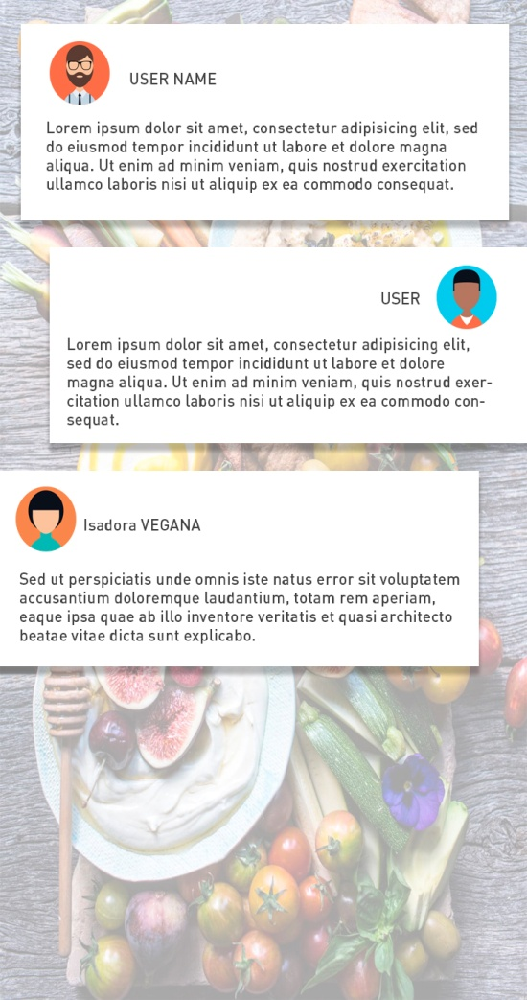 USER NAME
Lorem ipsum dolor sit amet, consectetur adipisicing elit, sed
do eiusmod tempor incididunt ut labore et dolore magna
aliqua. Ut enim ad minim veniam, quis nostrud exercitation
ullamco laboris nisi ut aliquip ex ea commodo consequat.
USER
Lorem ipsum dolor sit amet, consectetur adipisicing elit,
sed do eiusmod tempor incididunt ut labore et dolore
magna aliqua. Ut enim ad minim veniam, quis nostrud exer-
citation ullamco laboris nisi ut aliquip ex ea commodo con-
sequat.
Isadora VEGANA
Sed ut perspiciatis unde omnis iste natus error sit voluptatem
accusantium doloremque laudantium, totam rem aperiam,
eaque ipsa quae ab illo inventore veritatis et quasi architecto
beatae vitae dicta sunt explicabo.